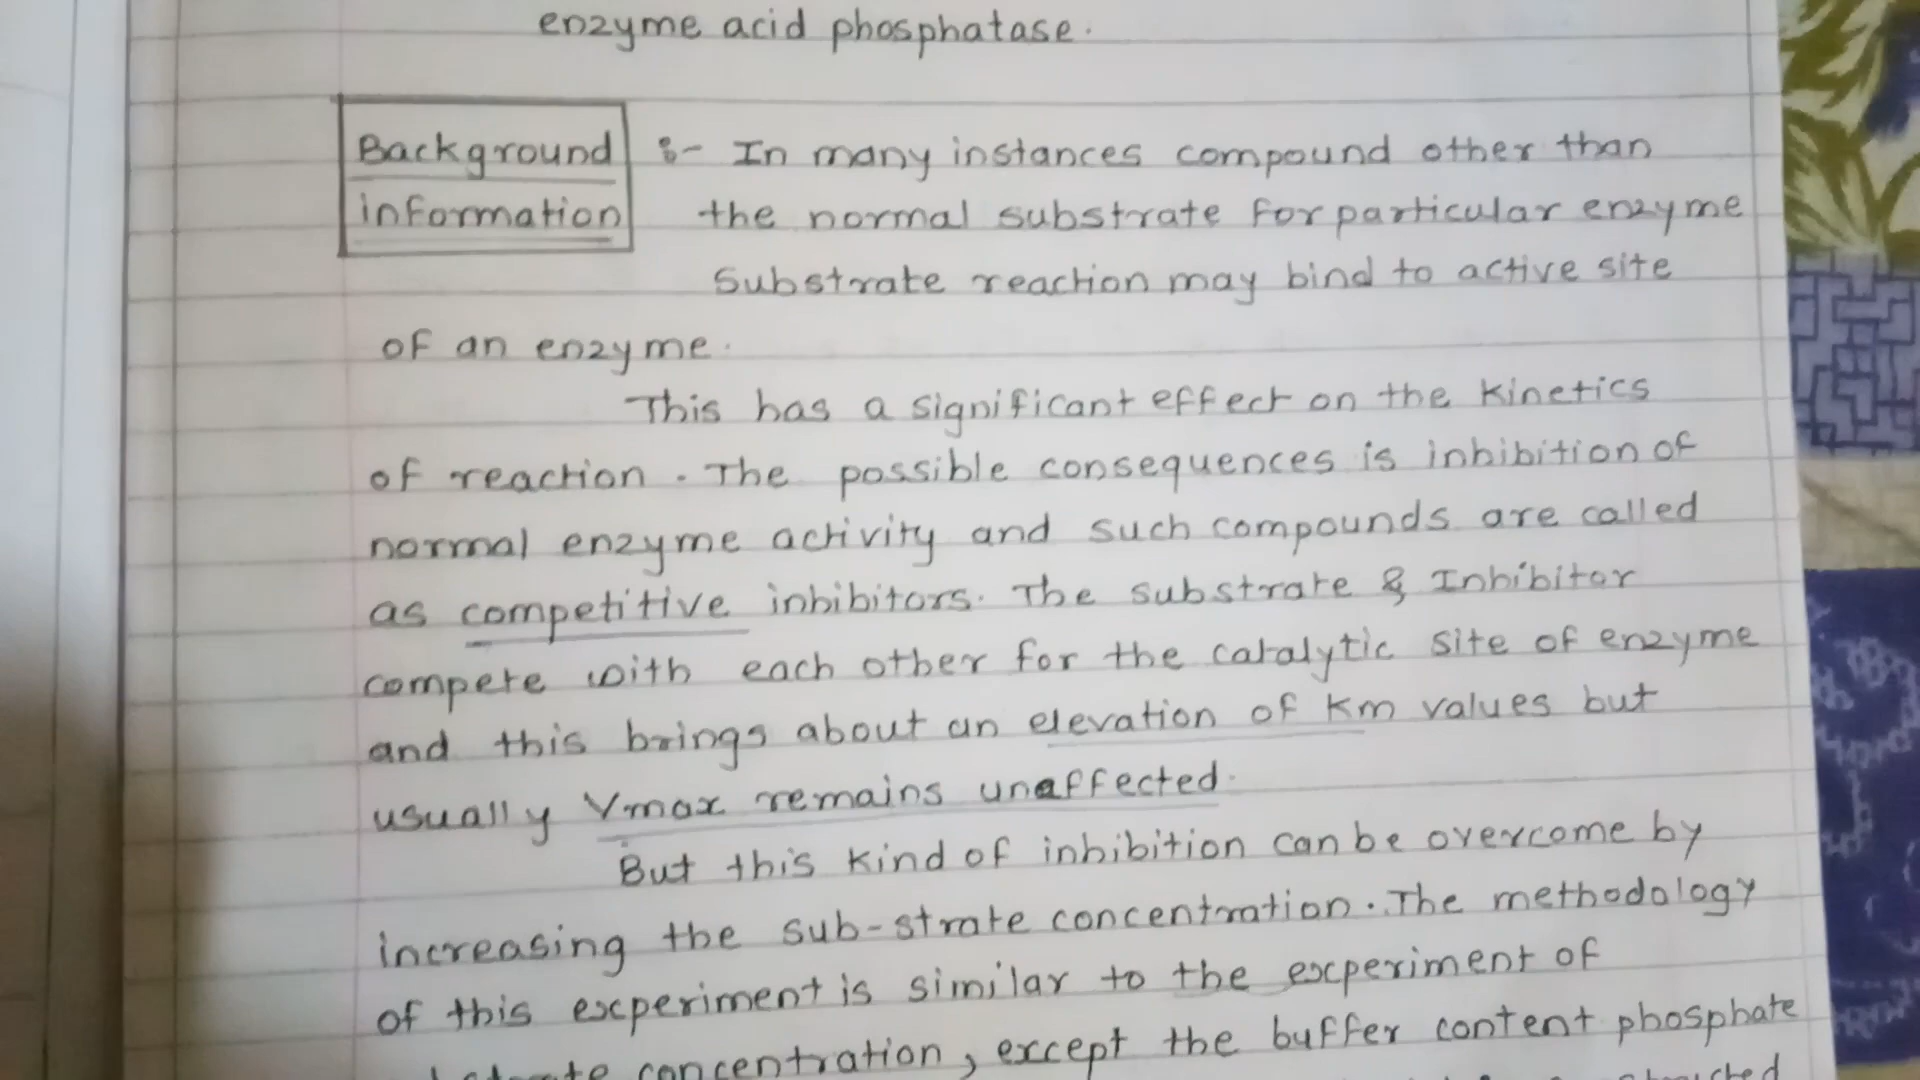 enzyme acid phosphatase.
Background :- In many instances compound other than
information the normal substrate for particular enzyme
Substrate reaction may bind to active site
of an enzyme.
This has a significant effect on the kinetics
of reaction. The possible consequences is inhibition of
normal enzyme activity and such compounds are called
as competitive inhibitors. The substrate & Inhibitor
compete with each other for the catalytic site of enzyme
and this brings about an elevation of Km values but
usually Vmax remains unaffected.
But this kind of inhibition can be overcome by
increasing the sub-strate concentration. The methodology
of this experiment is similar to the experiment of
concentration, except the buffer content phosphate